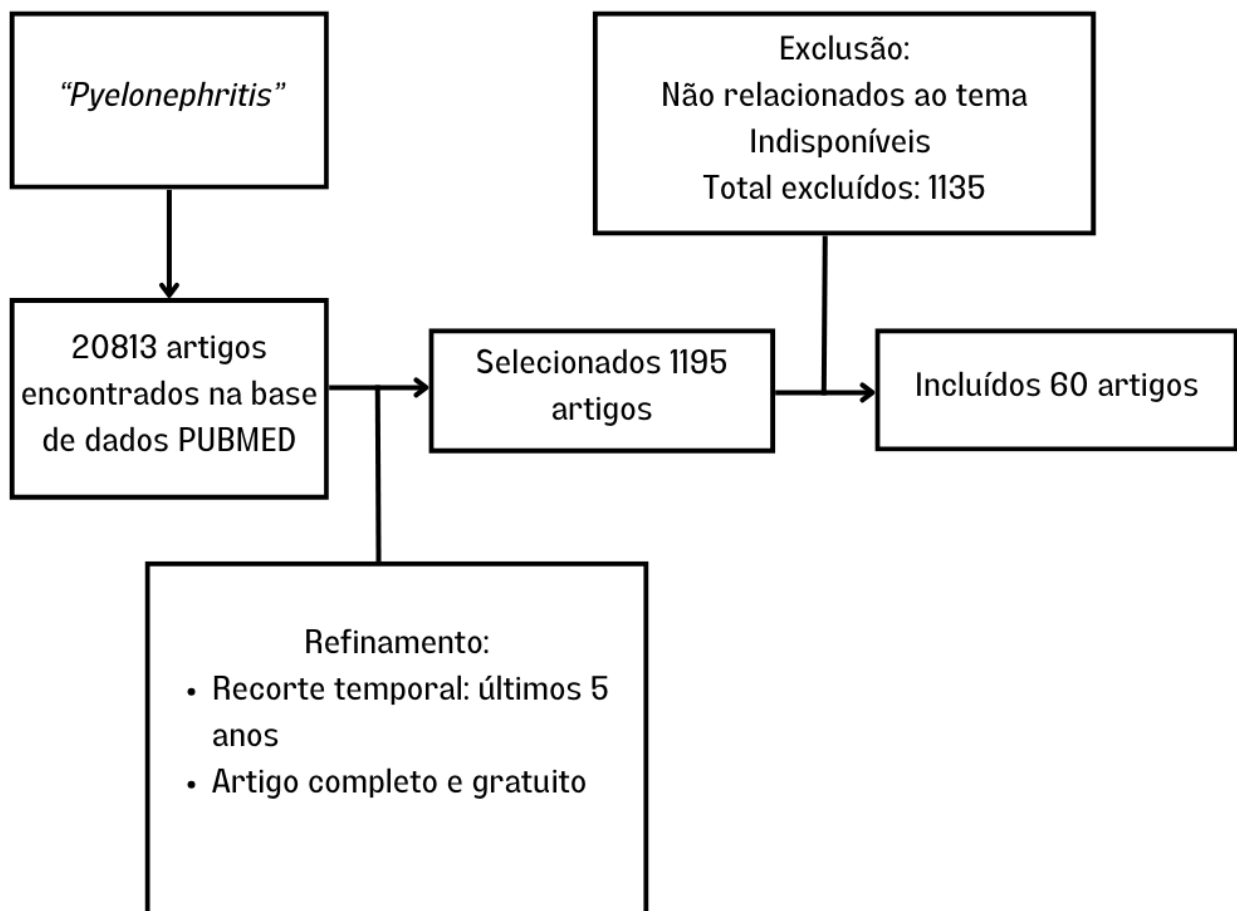 “Pyelonephritis”
Exclusão:
Não relacionados ao tema
Indisponíveis
Total excluídos: 1135
20813 artigos
encontrados na base
de dados PUBMED
Selecionados 1195
artigos
Incluídos 60 artigos
Refinamento:
• Recorte temporal: últimos 5
anos
• Artigo completo e gratuito